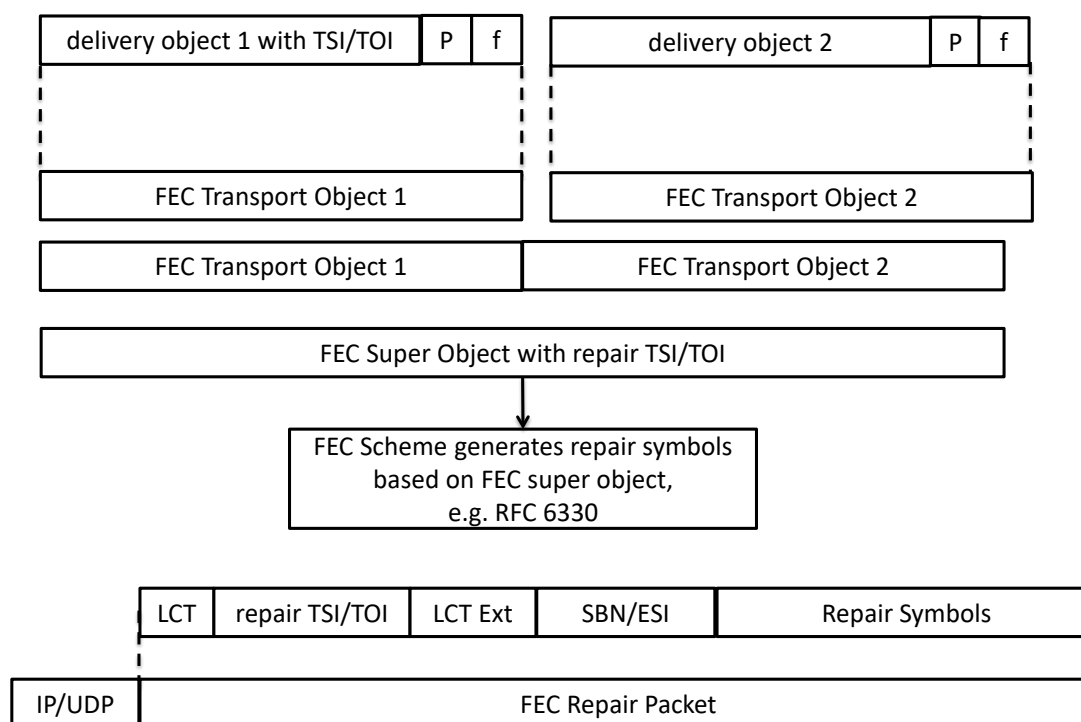 delivery object 1 with TSI/TOI P f delivery object 2 P f
FEC Transport Object 1 FEC Transport Object 2
FEC Transport Object 1 FEC Transport Object 2
FEC Super Object with repair TSI/TOI
FEC Scheme generates repair symbols
based on FEC super object,
e.g. RFC 6330
LCT repair TSI/TOI LCT Ext SBN/ESI Repair Symbols
IP/UDP FEC Repair Packet